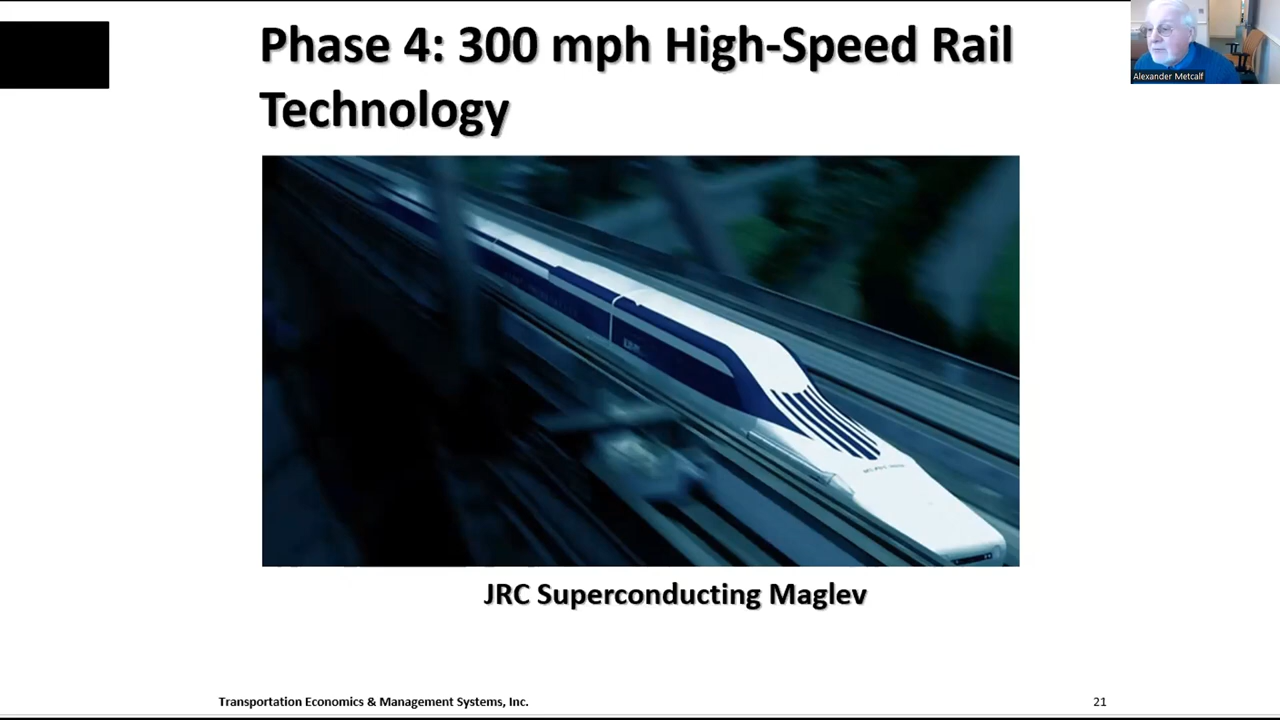 Phase 4: 300 mph High-Speed Rail
Technology
Alexander Metcalf
JRC Superconducting Maglev
Transportation Economics & Management Systems, Inc.
21